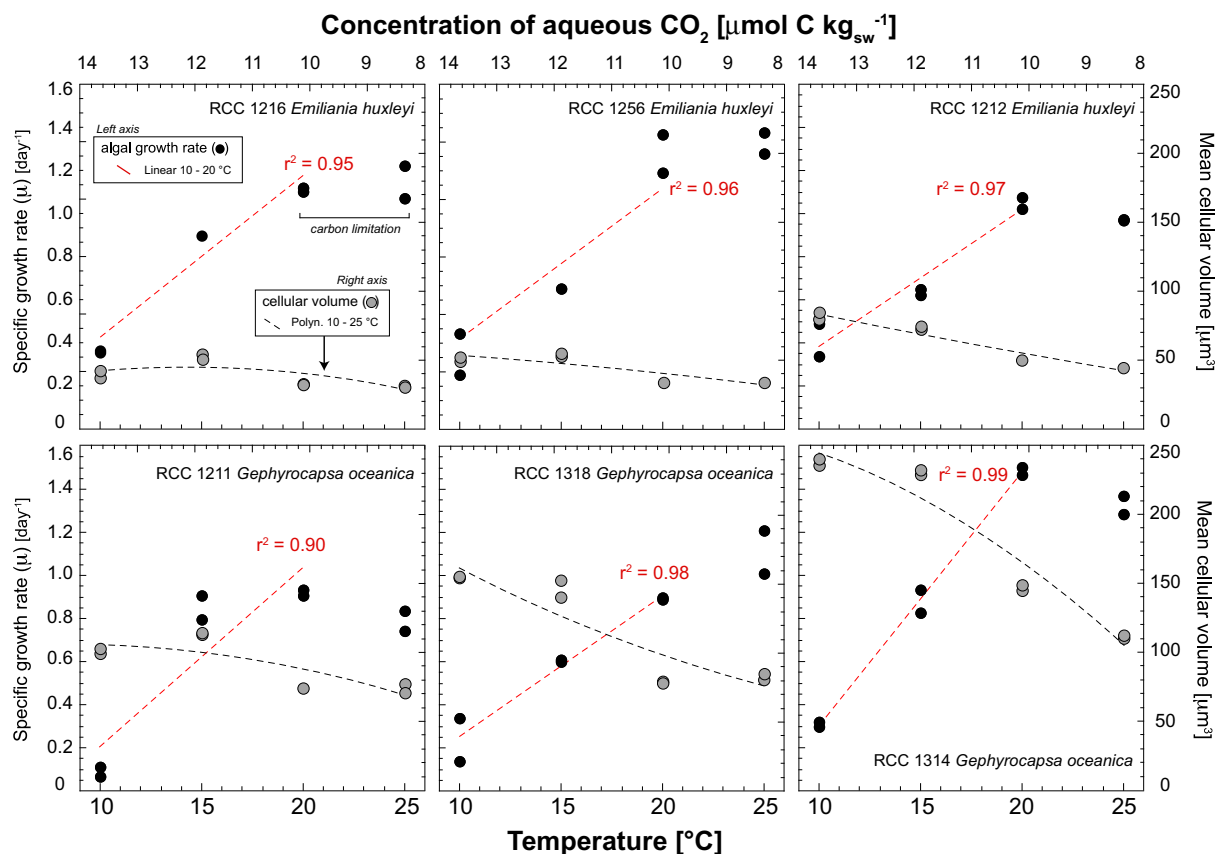 Concentration of aqueous CO₂ [μmol C kg_sw⁻¹]
14 13 12 11 10 9 8 14 13 12 11 10 9 8 14 13 12 11 10 9 8
1.6
1.4
1.2
1.0
0.8
0.6
0.4
0.2
0
Specific growth rate (μ) [day⁻¹]
RCC 1216 Emiliania huxleyi
Left axis
algal growth rate (●)
Linear 10 - 20 °C
r² = 0.95
carbon limitation
Right axis
cellular volume (●)
Polyn. 10 - 25 °C
RCC 1256 Emiliania huxleyi
r² = 0.96
RCC 1212 Emiliania huxleyi
r² = 0.97
250
200
150
100
50
0
Mean cellular volume [μm³]
1.6
1.4
1.2
1.0
0.8
0.6
0.4
0.2
0
Specific growth rate (μ) [day⁻¹]
RCC 1211 Gephyrocapsa oceanica
r² = 0.90
RCC 1318 Gephyrocapsa oceanica
r² = 0.98
r² = 0.99
RCC 1314 Gephyrocapsa oceanica
250
200
150
100
50
0
Mean cellular volume [μm³]
10 15 20 25 10 15 20 25 10 15 20 25
Temperature [°C]